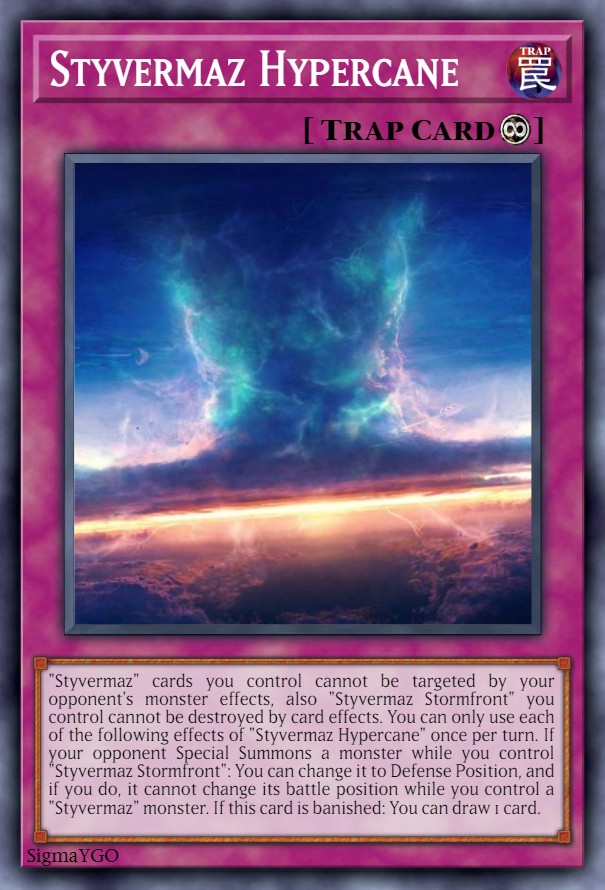 Styvermaz Hypercane
TRAP
罠
[ Trap Card ]
"Styvermaz" cards you control cannot be targeted by your
opponent's monster effects, also "Styvermaz Stormfront" you
control cannot be destroyed by card effects. You can only use each
of the following effects of "Styvermaz Hypercane" once per turn. If
your opponent Special Summons a monster while you control
"Styvermaz Stormfront": You can change it to Defense Position, and
if you do, it cannot change its battle position while you control a
"Styvermaz" monster. If this card is banished: You can draw 1 card.
SigmaYGO